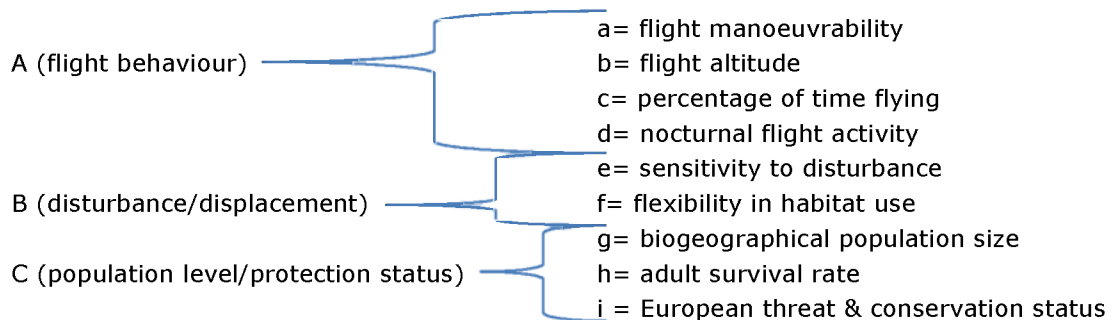 a= flight manoeuvrability
A (flight behaviour)
b= flight altitude
c= percentage of time flying
d= nocturnal flight activity
e= sensitivity to disturbance
B (disturbance/displacement)
f= flexibility in habitat use
g= biogeographical population size
C (population level/protection status)
h= adult survival rate
i = European threat & conservation status